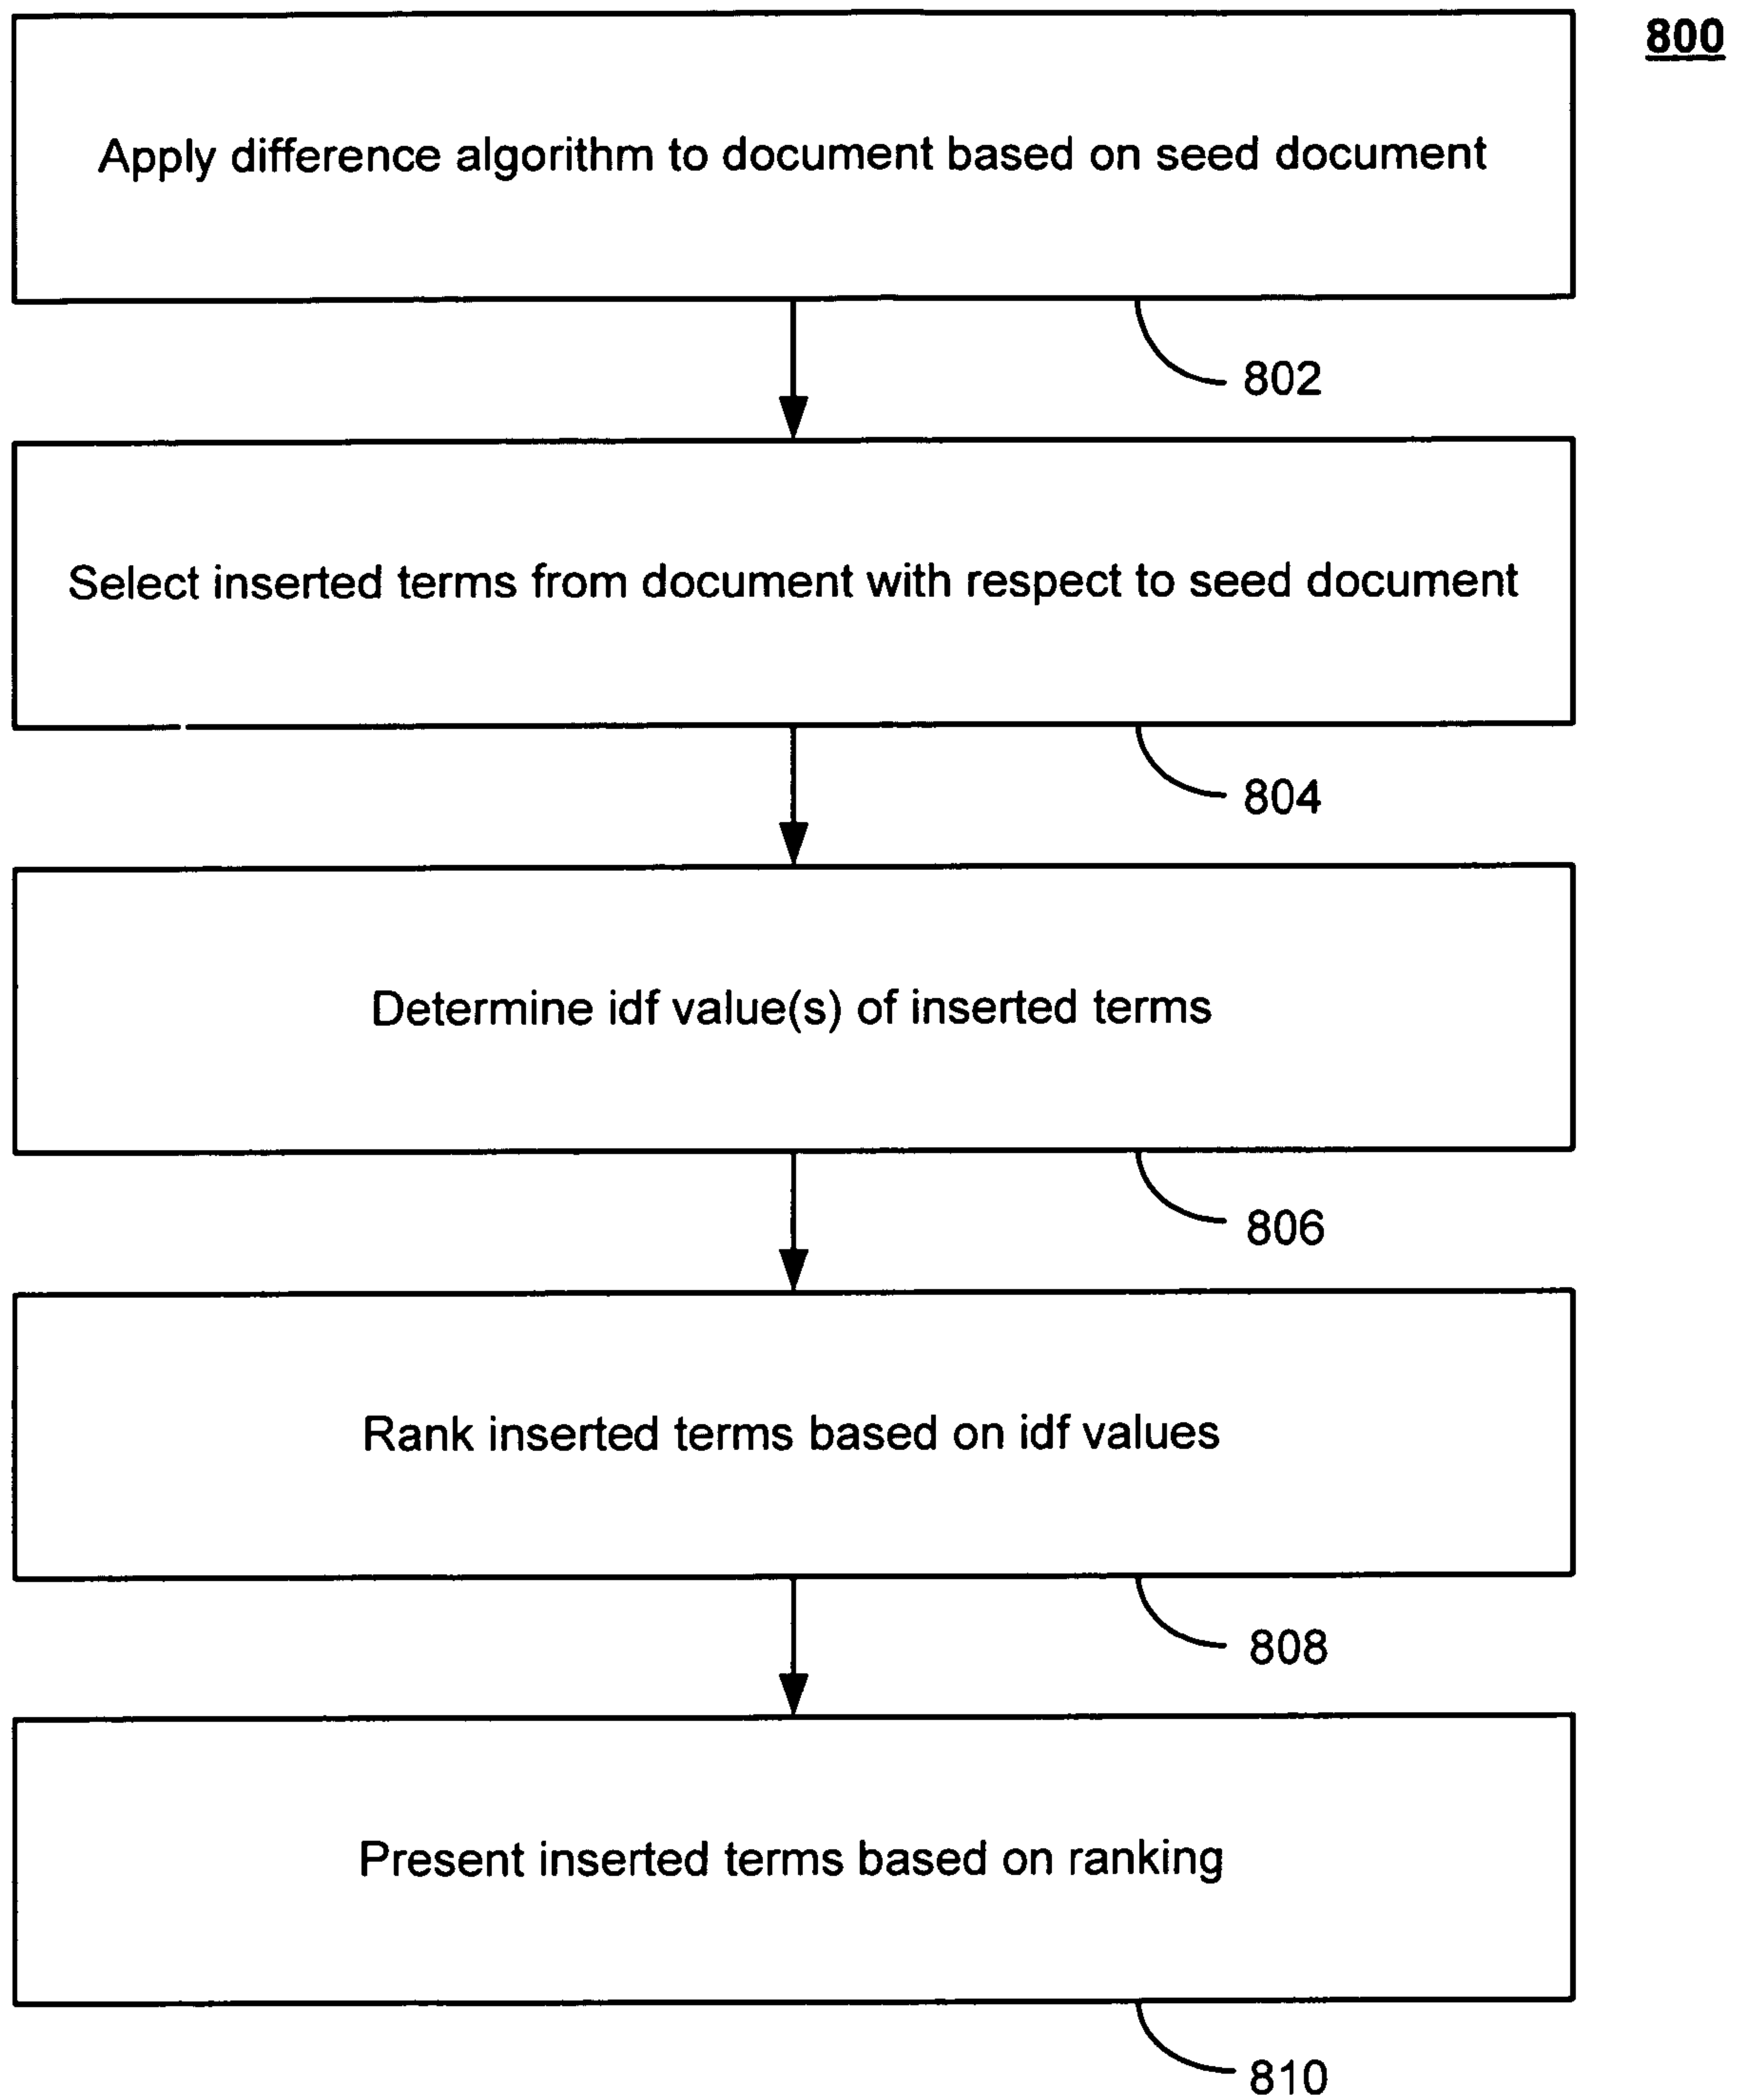 800
Apply difference algorithm to document based on seed document
802
Select inserted terms from document with respect to seed document
804
Determine idf value(s) of inserted terms
806
Rank inserted terms based on idf values
808
Present inserted terms based on ranking
810